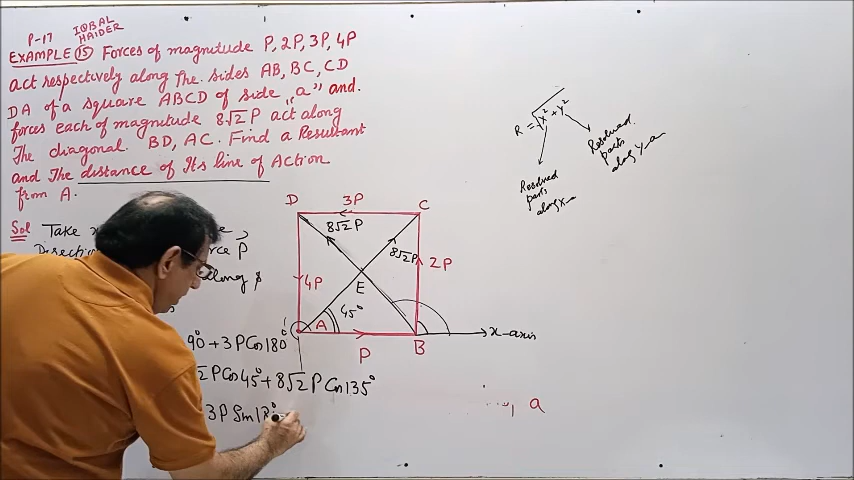 P-17 IQBAL HAIDER
EXAMPLE 15 Forces of magnitude P, 2P, 3P, 4P
act respectively along The sides AB, BC, CD
DA of a square ABCD of side "a" and
forces each of magnitude 8√2 P act along
The diagonal BD, AC. Find a Resultant
and The distance of Its line of Action
from A.
Sol Take
Direction
along
90° + 3P Cos 180°
2P Cos 45° + 8√2 P Cos 135°
3P Sin 18
R = √x² + y²
Resolved parts along x-a
Resolved parts along y-a
D 3P C
8√2 P 8√2 P
4P E 2P
45°
A P B x-axis
a